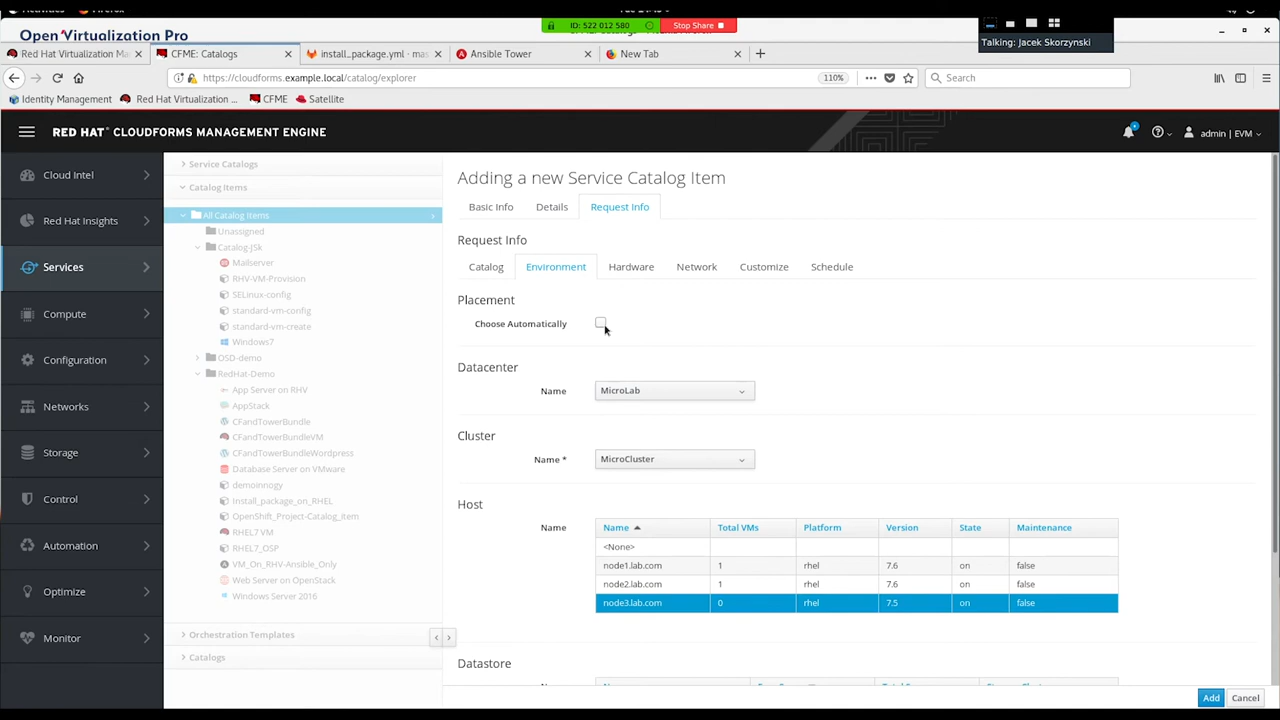 Firefox
ID: 522 012 580
Stop Share
Open Virtualization Pro
Talking: Jacek Skorzynski
Red Hat Virtualization Ma
CFME: Catalogs
install_package.yml - mas
Ansible Tower
New Tab
https://cloudforms.example.local/catalog/explorer
110%
Search
Identity Management
Red Hat Virtualization ...
CFME
Satellite
RED HAT CLOUDFORMS MANAGEMENT ENGINE
admin | EVM
Cloud Intel
Red Hat Insights
Services
Compute
Configuration
Networks
Storage
Control
Automation
Optimize
Monitor
Service Catalogs
Catalog Items
All Catalog Items
Unassigned
Catalog-JSk
Mailserver
RHV-VM-Provision
SELinux-config
standard-vm-config
standard-vm-create
Windows7
OSD-demo
RedHat-Demo
App Server on RHV
AppStack
CFandTowerBundle
CFandTowerBundleVM
CFandTowerBundleWordpress
Database Server on VMware
demoinnogy
Install_package_on_RHEL
OpenShift_Project-Catalog_item
RHEL7 VM
RHEL7_OSP
VM_On_RHV-Ansible_Only
Web Server on OpenStack
Windows Server 2016
Orchestration Templates
Catalogs
Adding a new Service Catalog Item
Basic Info Details Request Info
Request Info
Catalog Environment Hardware Network Customize Schedule
Placement
Choose Automatically
Datacenter
Name MicroLab
Cluster
Name * MicroCluster
Host
Name
Name Total VMs Platform Version State Maintenance
<None>
node1.lab.com 1 rhel 7.6 on false
node2.lab.com 1 rhel 7.6 on false
node3.lab.com 0 rhel 7.5 on false
Datastore
Add Cancel